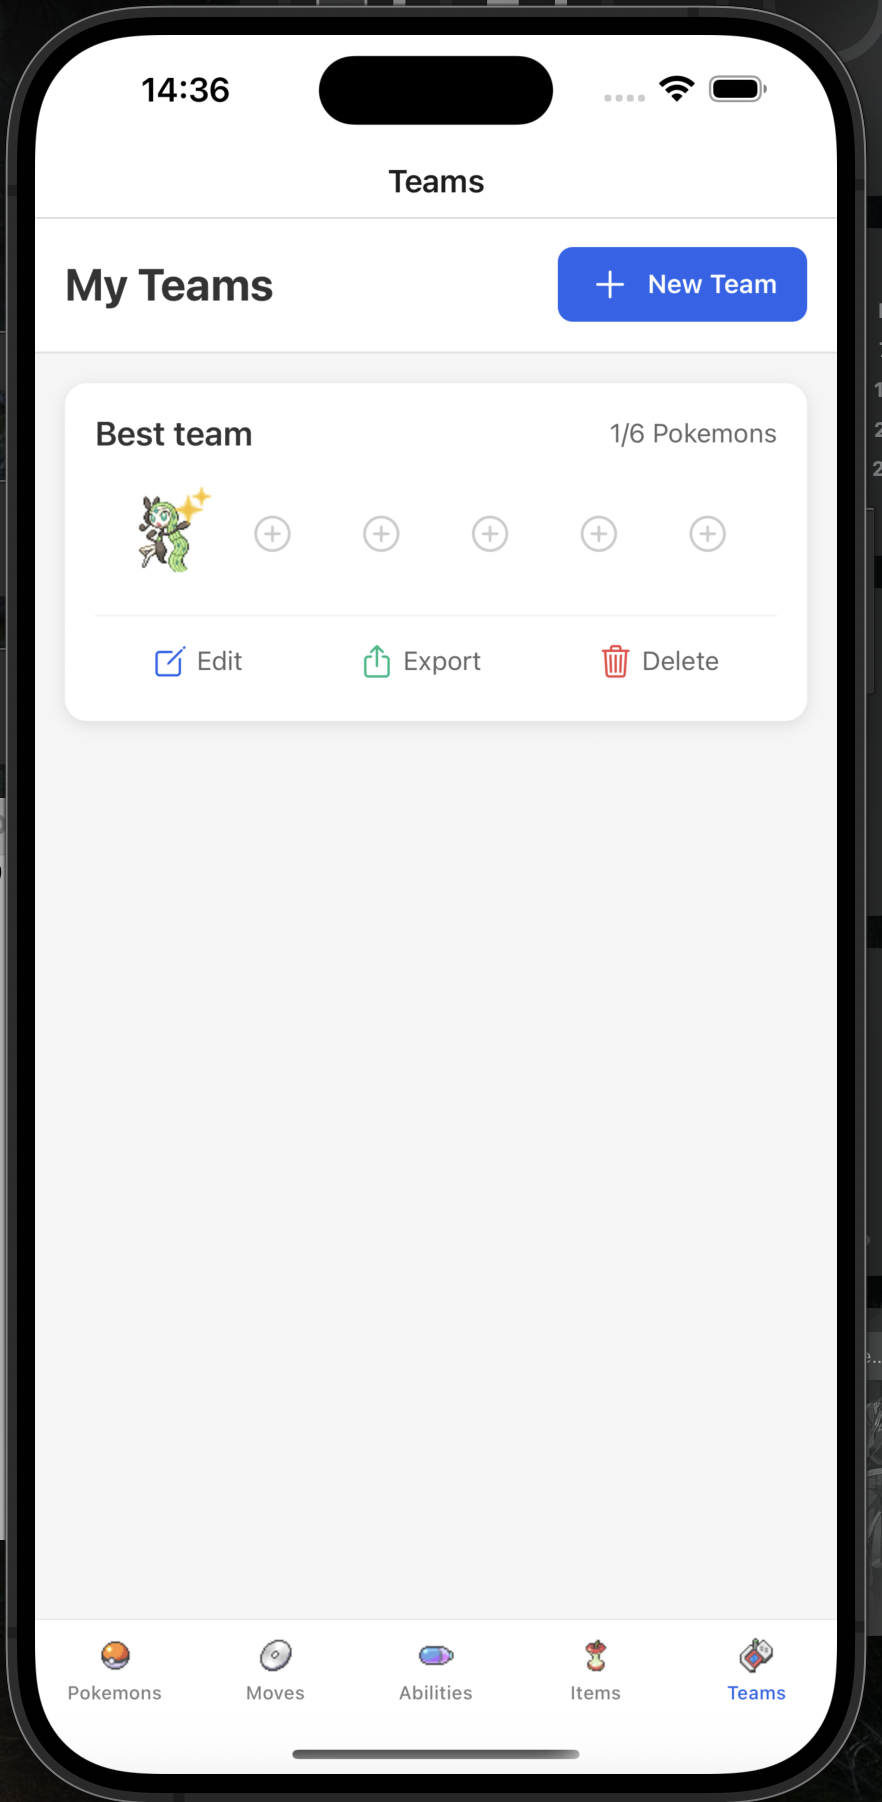 14:36
Teams
My Teams
New Team
Best team
1/6 Pokemons
Edit
Export
Delete
Pokemons
Moves
Abilities
Items
Teams